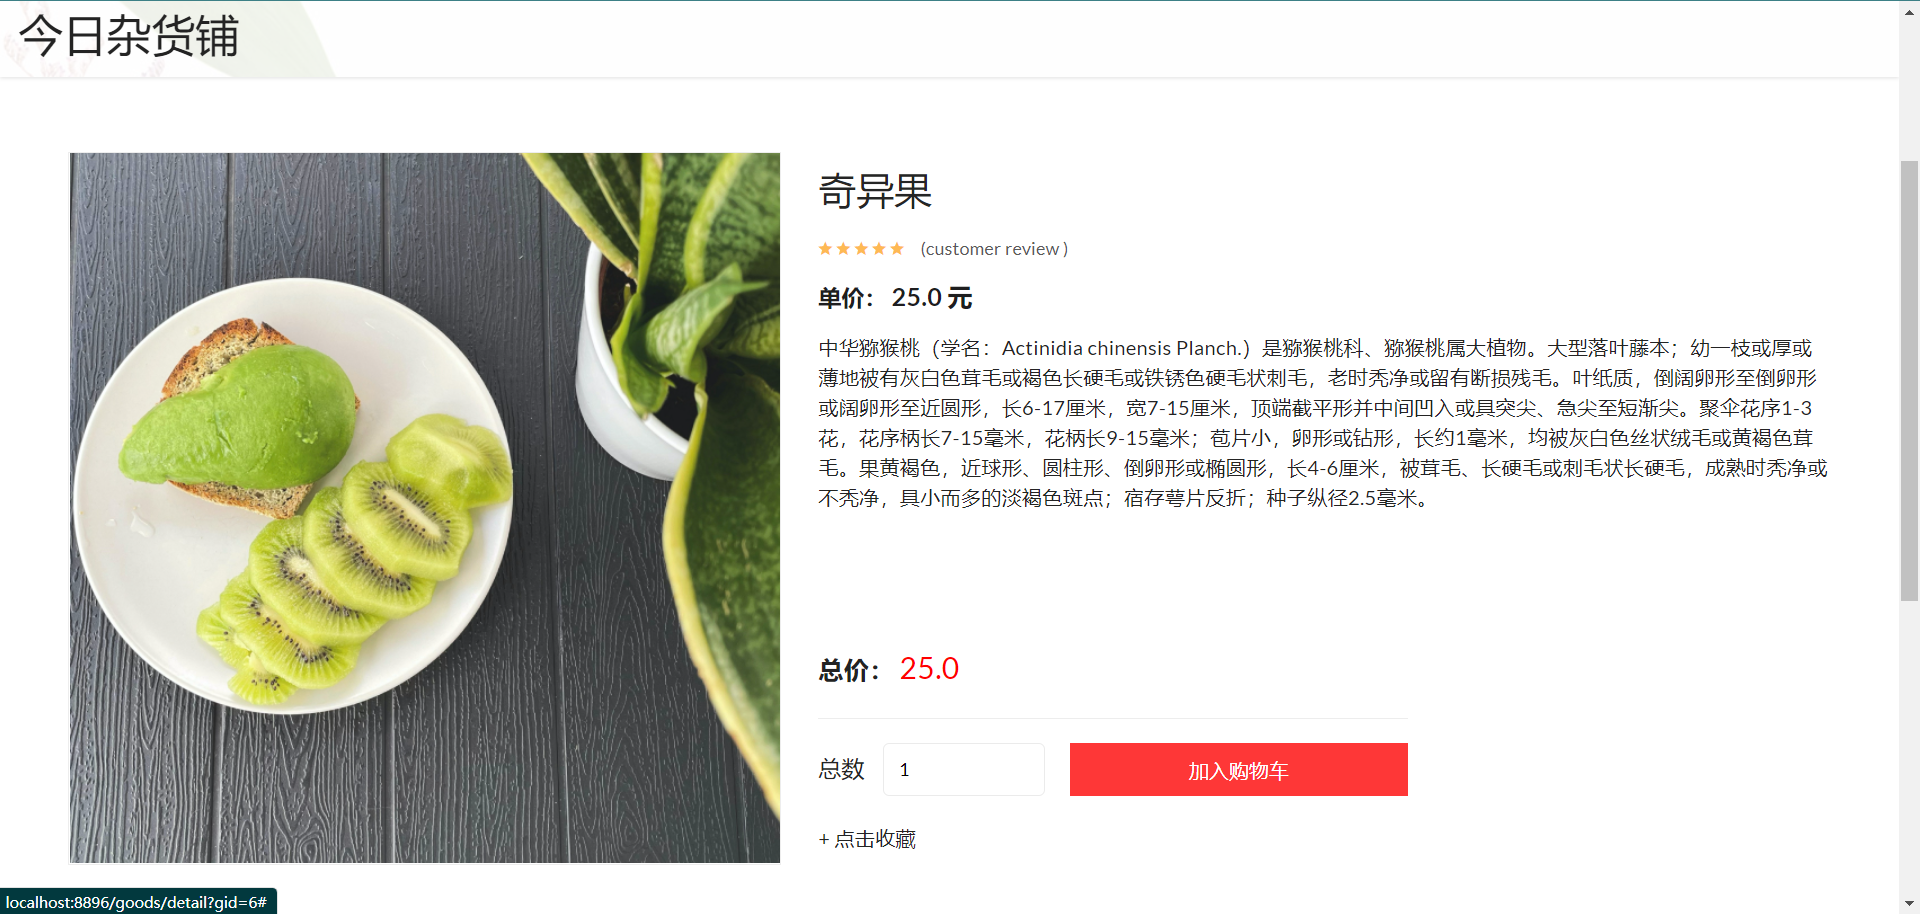 今日杂货铺
奇异果
(customer review )
单价： 25.0 元
中华猕猴桃（学名：Actinidia chinensis Planch.）是猕猴桃科、猕猴桃属大植物。大型落叶藤本；幼一枝或厚或
薄地被有灰白色茸毛或褐色长硬毛或铁锈色硬毛状刺毛，老时秃净或留有断损残毛。叶纸质，倒阔卵形至倒卵形
或阔卵形至近圆形，长6-17厘米，宽7-15厘米，顶端截平形并中间凹入或具突尖、急尖至短渐尖。聚伞花序1-3
花，花序柄长7-15毫米，花柄长9-15毫米；苞片小，卵形或钻形，长约1毫米，均被灰白色丝状绒毛或黄褐色茸
毛。果黄褐色，近球形、圆柱形、倒卵形或椭圆形，长4-6厘米，被茸毛、长硬毛或刺毛状长硬毛，成熟时秃净或
不秃净，具小而多的淡褐色斑点；宿存萼片反折；种子纵径2.5毫米。
总价： 25.0
总数 1 加入购物车
+ 点击收藏
localhost:8896/goods/detail?gid=6#